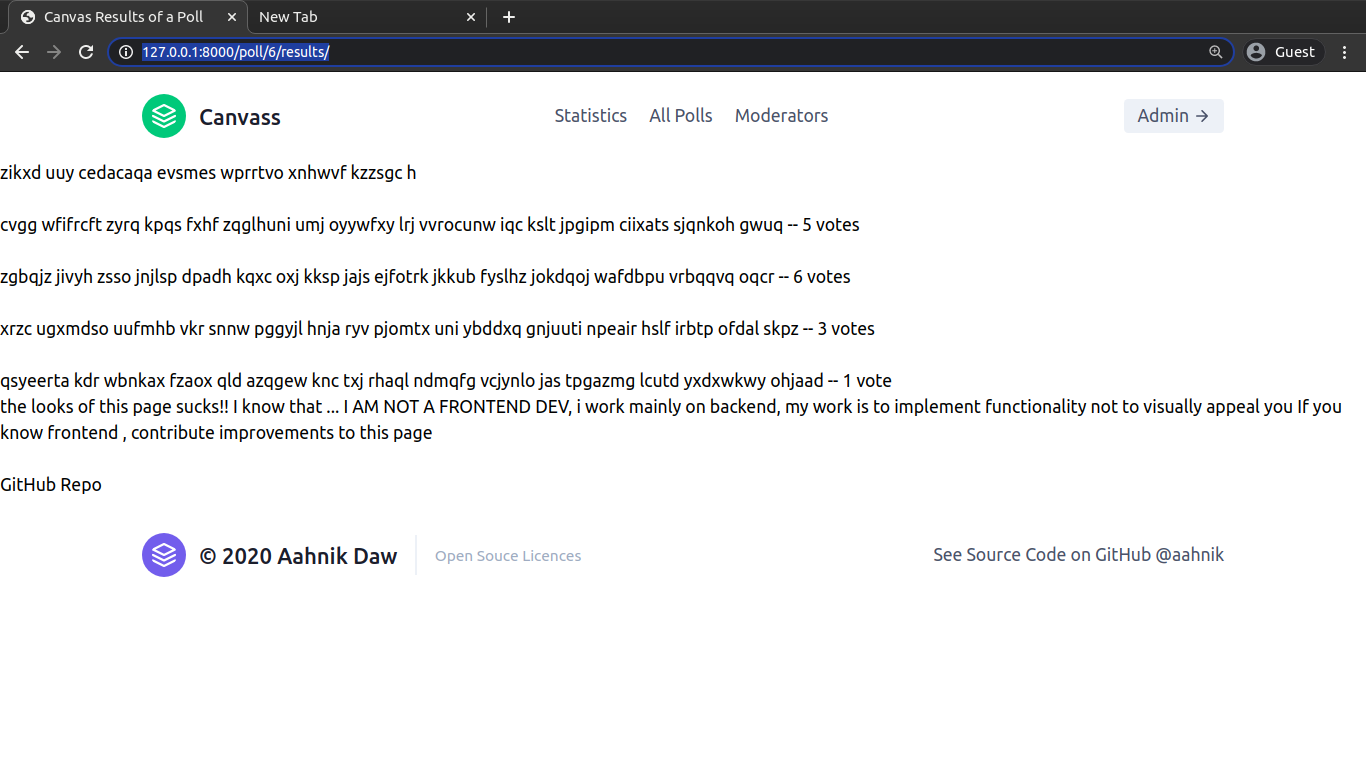 Canvas Results of a Poll
New Tab
127.0.0.1:8000/poll/6/results/
Guest
Canvass
Statistics
All Polls
Moderators
Admin →
zikxd uuy cedacaqa evsmes wprrtvo xnhwvf kzzsgc h
cvgg wfifrcft zyrq kpqs fxhf zqglhuni umj oyywfxy lrj vvrocunw iqc kslt jpgipm ciixats sjqnkoh gwuq -- 5 votes
zgbqjz jivyh zsso jnjlsp dpadh kqxc oxj kksp jajs ejfotrk jkkub fyslhz jokdqoj wafdbpu vrbqqvq oqcr -- 6 votes
xrzc ugxmdso uufmhb vkr snnw pggyjl hnja ryv pjomtx uni ybddxq gnjuuti npeair hslf irbtp ofdal skpz -- 3 votes
qsyeerta kdr wbnkax fzaox qld azqgew knc txj rhaql ndmqfg vcjynlo jas tpgazmg lcutd yxdxwkwy ohjaad -- 1 vote
the looks of this page sucks!! I know that ... I AM NOT A FRONTEND DEV, i work mainly on backend, my work is to implement functionality not to visually appeal you If you
know frontend , contribute improvements to this page
GitHub Repo
© 2020 Aahnik Daw
Open Souce Licences
See Source Code on GitHub @aahnik